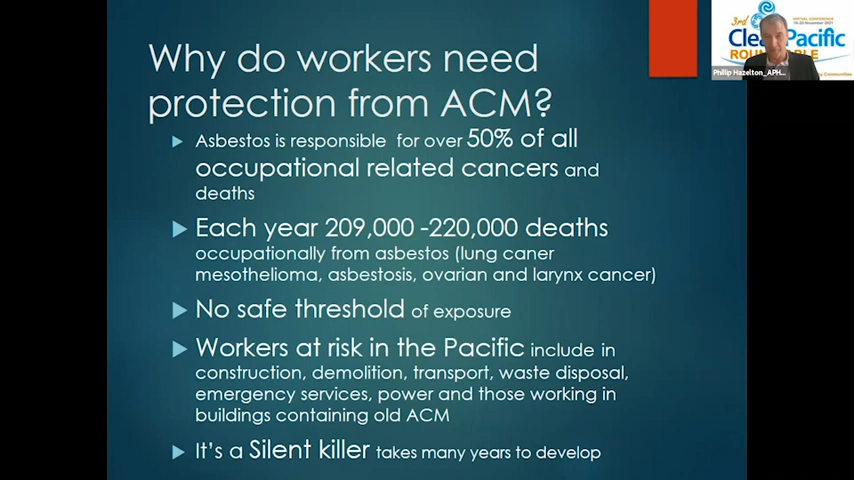 Why do workers need
protection from ACM?
Asbestos is responsible for over 50% of all
occupational related cancers and
deaths
Each year 209,000 -220,000 deaths
occupationally from asbestos (lung caner
mesothelioma, asbestosis, ovarian and larynx cancer)
No safe threshold of exposure
Workers at risk in the Pacific include in
construction, demolition, transport, waste disposal,
emergency services, power and those working in
buildings containing old ACM
It's a Silent killer takes many years to develop
3rd
VIRTUAL CONFERENCE
Pacific
Phillip Hazelton_APH...